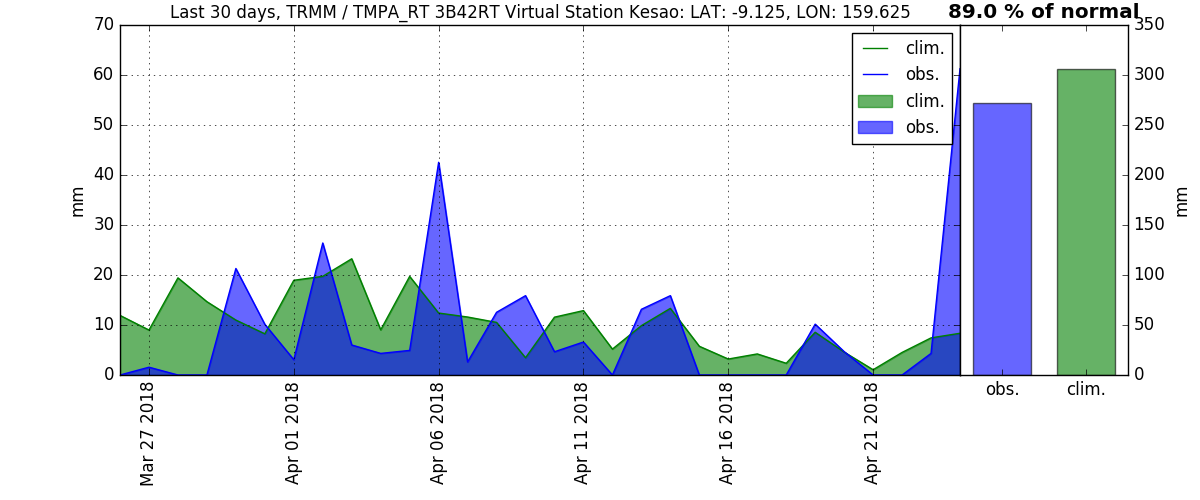 Last 30 days, TRMM / TMPA_RT 3B42RT Virtual Station Kesao: LAT: -9.125, LON: 159.625
89.0 % of normal
70
60
50
40
30
20
10
0
mm
clim.
obs.
clim.
obs.
350
300
250
200
150
100
50
0
mm
Mar 27 2018
Apr 01 2018
Apr 06 2018
Apr 11 2018
Apr 16 2018
Apr 21 2018
obs.
clim.